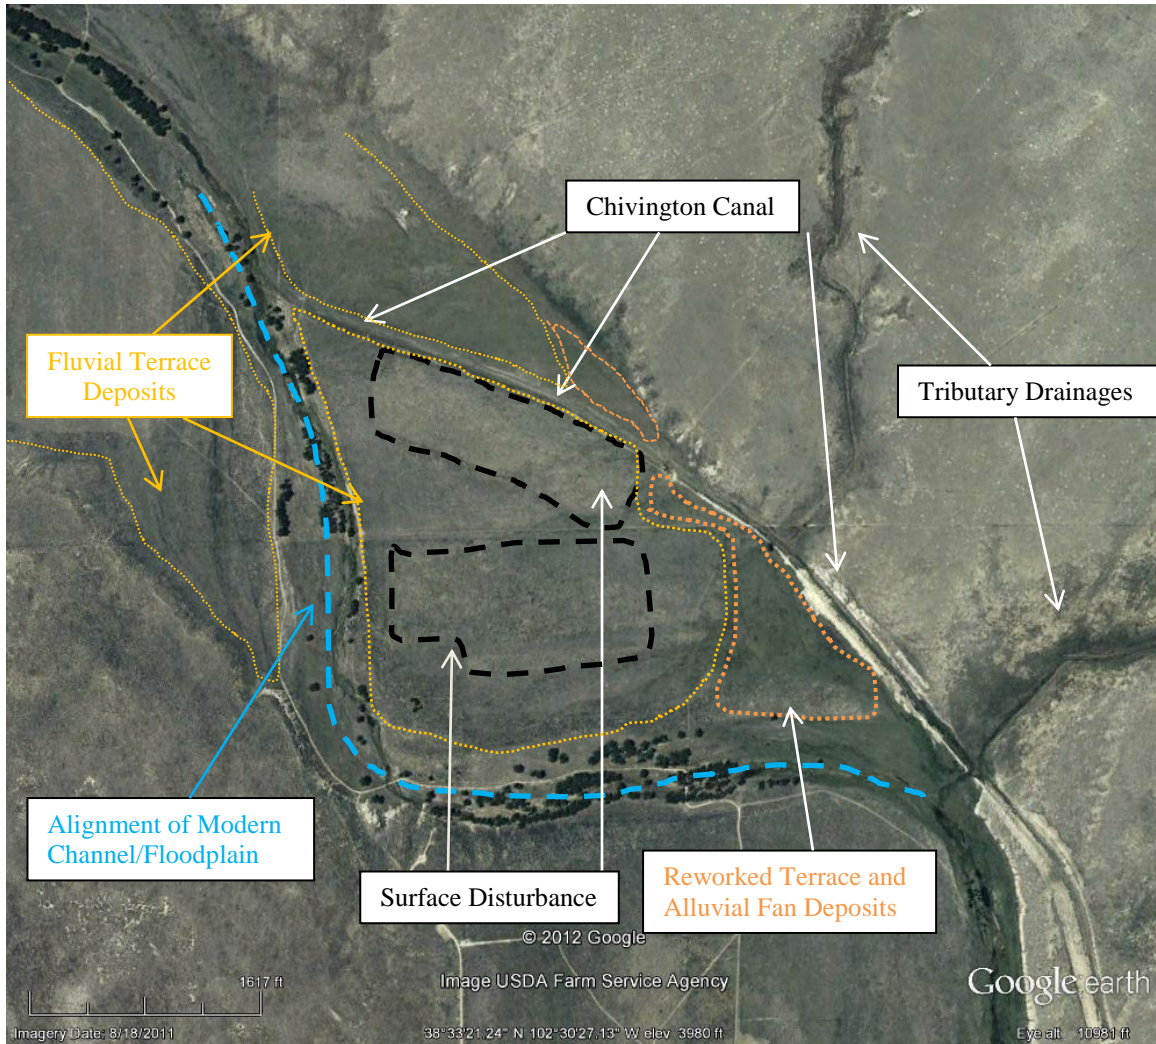 Chivington Canal
Fluvial Terrace
Deposits
Tributary Drainages
Alignment of Modern
Channel/Floodplain
Surface Disturbance
Reworked Terrace and
Alluvial Fan Deposits
© 2012 Google
1617 ft
Image USDA Farm Service Agency
Google earth
Imagery Date: 8/18/2011
38°33'21.24" N 102°30'27.13" W elev 3980 ft
Eye alt 10981 ft